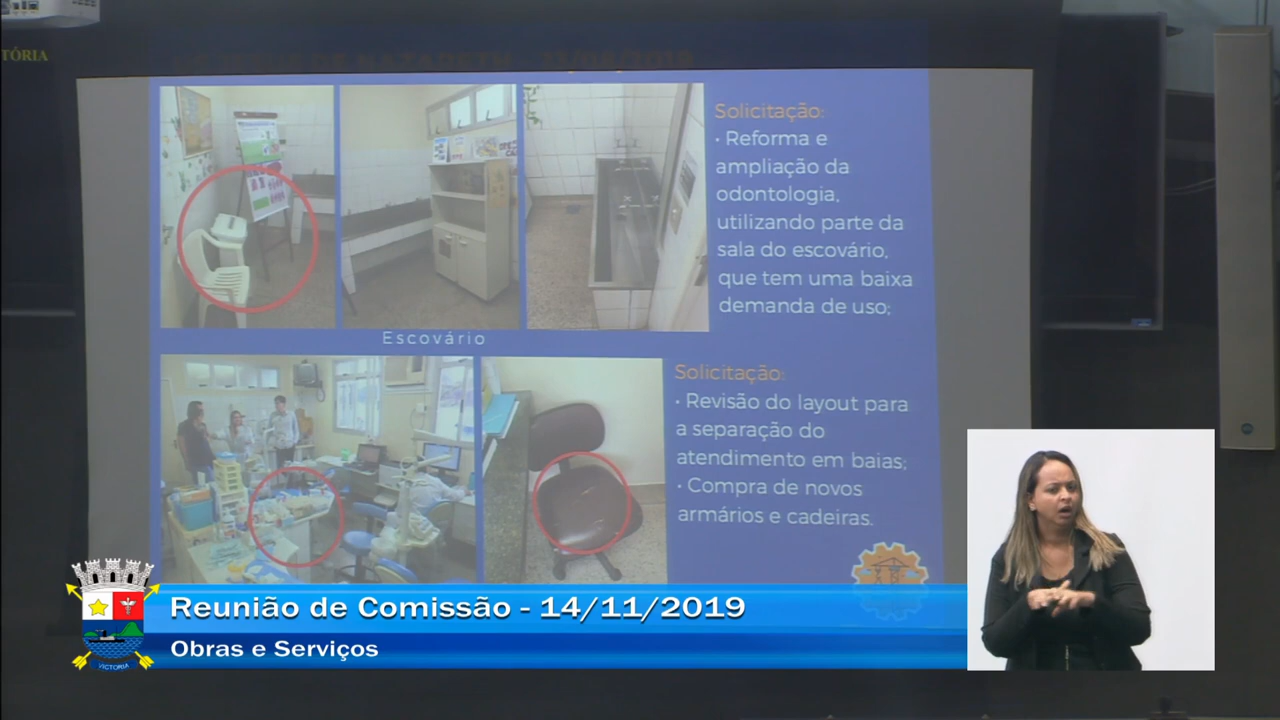 TÓRIA
Solicitação:
• Reforma e
ampliação da
odontologia,
utilizando parte da
sala do escovário,
que tem uma baixa
demanda de uso;
Escovário
Solicitação:
• Revisão do layout para
a separação do
atendimento em baias;
• Compra de novos
armários e cadeiras.
Reunião de Comissão - 14/11/2019
Obras e Serviços
VICTORIA